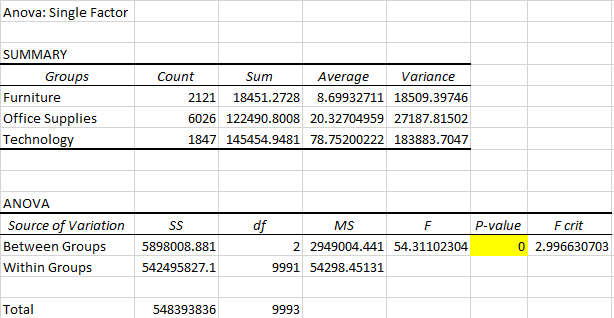 Anova: Single Factor
SUMMARY
Groups Count Sum Average Variance
Furniture 2121 18451.2728 8.69932711 18509.39746
Office Supplies 6026 122490.8008 20.32704959 27187.81502
Technology 1847 145454.9481 78.75200222 183883.7047
ANOVA
Source of Variation SS df MS F P-value F crit
Between Groups 5898008.881 2 2949004.441 54.31102304 0 2.996630703
Within Groups 542495827.1 9991 54298.45131
Total 548393836 9993